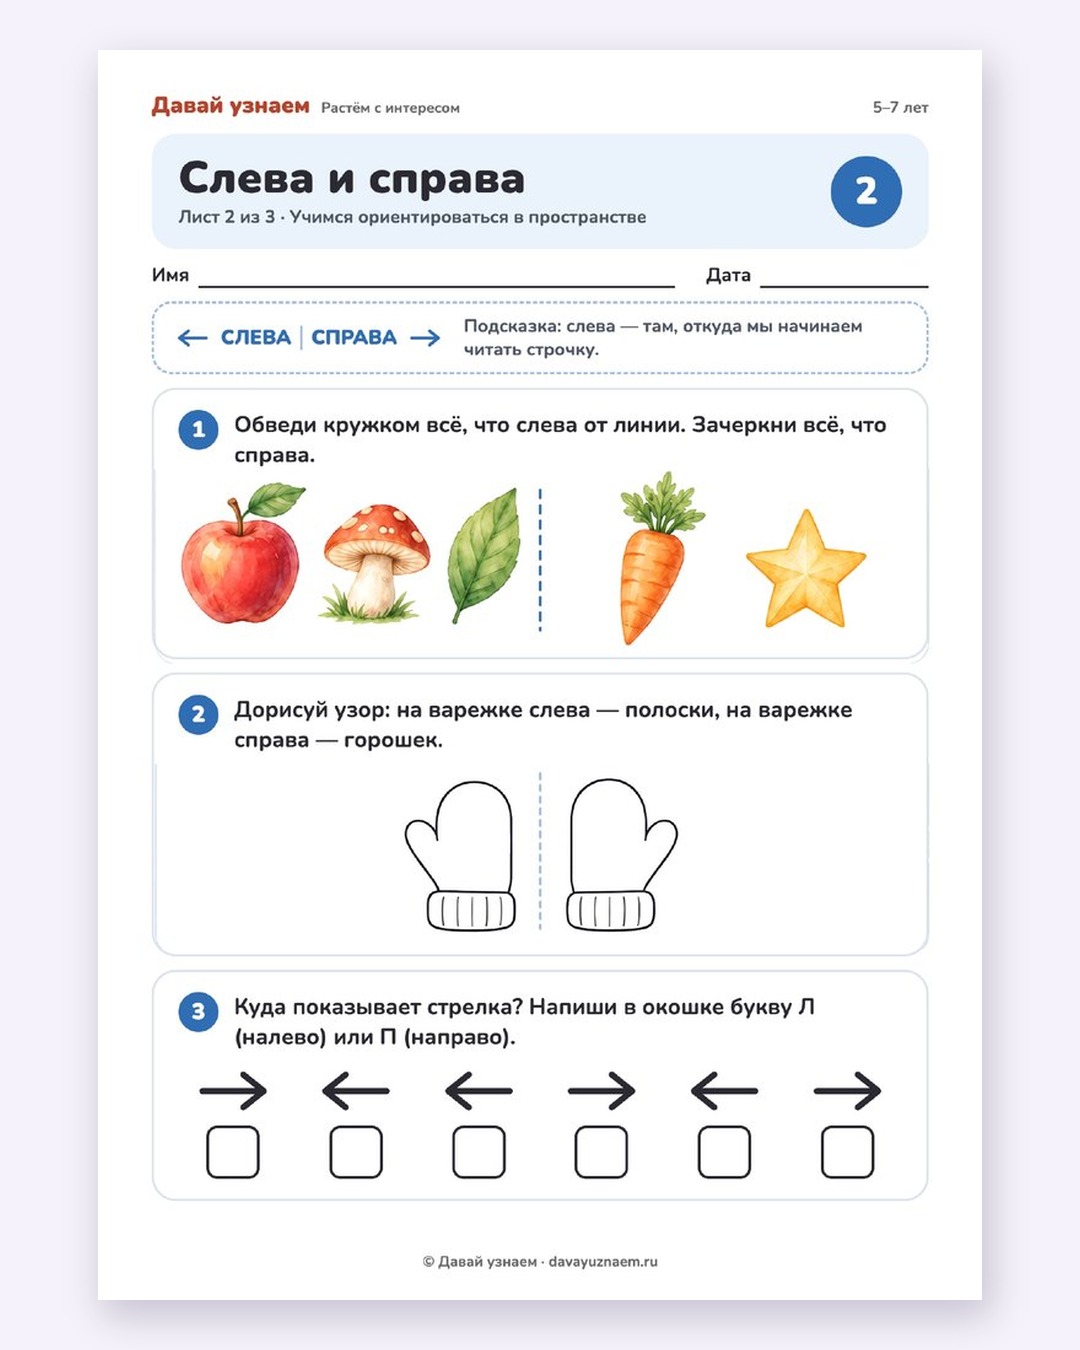 Давай узнаем Растём с интересом 5–7 лет
Слева и справа
2
Лист 2 из 3 · Учимся ориентироваться в пространстве
Имя Дата
← СЛЕВА | СПРАВА →
Подсказка: слева — там, откуда мы начинаем
читать строчку.
1 Обведи кружком всё, что слева от линии. Зачеркни всё, что
справа.
2 Дорисуй узор: на варежке слева — полоски, на варежке
справа — горошек.
3 Куда показывает стрелка? Напиши в окошке букву Л
(налево) или П (направо).
© Давай узнаем · davayuznaem.ru